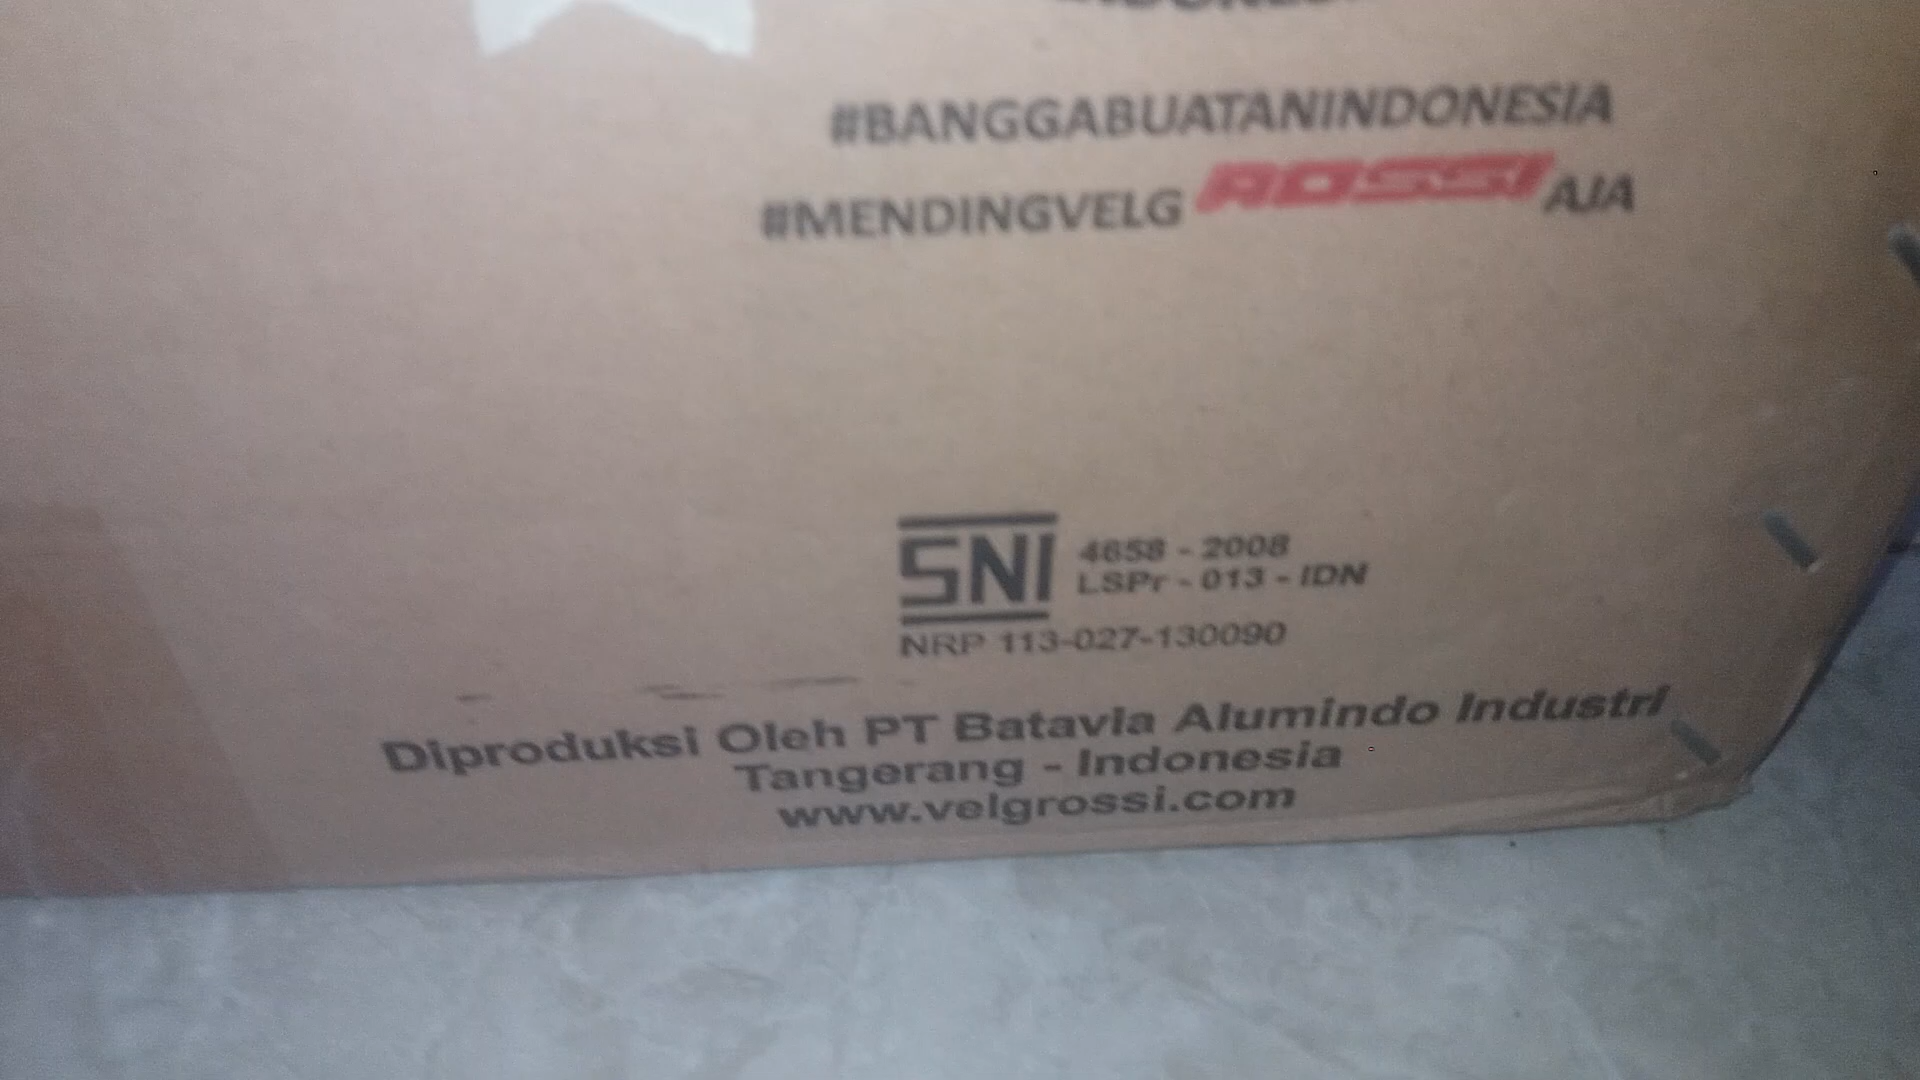 #BANGGABUATANINDONESIA
#MENDINGVELG ROSSI AJA
SNI 4658 - 2008
LSPr - 013 - IDN
NRP 113-027-130090
Diproduksi Oleh PT Batavia Alumindo Industri
Tangerang - Indonesia
www.velgrossi.com